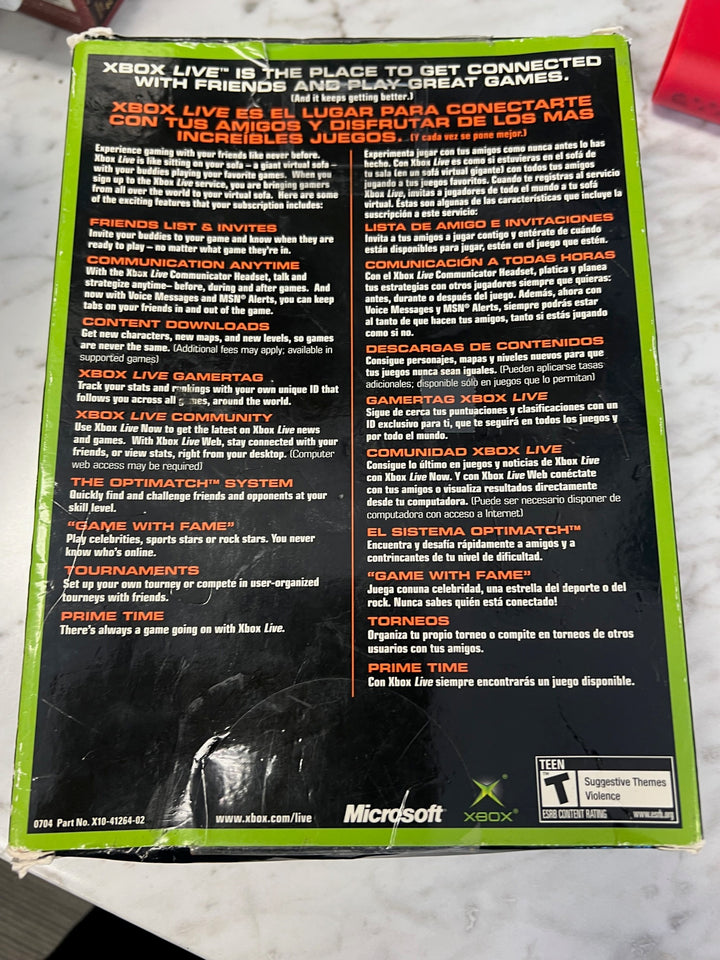 XBOX LIVE™ IS THE PLACE TO GET CONNECTED
WITH FRIENDS AND PLAY GREAT GAMES.
(And it keeps getting better.)
XBOX LIVE ES EL LUGAR PARA CONECTARTE
CON TUS AMIGOS Y DISFRUTAR DE LOS MAS
INCREÍBLES JUEGOS. (Y cada vez se pone mejor.)
Experience gaming with your friends like never before.
Xbox Live is like sitting on your sofa – a giant virtual sofa –
with your buddies playing your favorite games. When you
sign up to the Xbox Live service, you are bringing gamers
from all over the world to your virtual sofa. Here are some
of the exciting features that your subscription includes:
FRIENDS LIST & INVITES
Invite your buddies to your game and know when they are
ready to play – no matter what game they're in.
COMMUNICATION ANYTIME
With the Xbox Live Communicator Headset, talk and
strategize anytime– before, during and after games. And
now with Voice Messages and MSN® Alerts, you can keep
tabs on your friends in and out of the game.
CONTENT DOWNLOADS
Get new characters, new maps, and new levels, so games
are never the same. (Additional fees may apply; available in
supported games)
XBOX LIVE GAMERTAG
Track your stats and rankings with your own unique ID that
follows you across all games, around the world.
XBOX LIVE COMMUNITY
Use Xbox Live Now to get the latest on Xbox Live news
and games. With Xbox Live Web, stay connected with your
friends, or view stats, right from your desktop. (Computer
web access may be required)
THE OPTIMATCH™ SYSTEM
Quickly find and challenge friends and opponents at your
skill level.
"GAME WITH FAME"
Play celebrities, sports stars or rock stars. You never
know who's online.
TOURNAMENTS
Set up your own tourney or compete in user-organized
tourneys with friends.
PRIME TIME
There's always a game going on with Xbox Live.
Experimenta jugar con tus amigos como nunca antes lo has
hecho. Con Xbox Live es como si estuvieras en el sofá de
tu sala (en un sofá virtual gigante) con todos tus amigos
jugando a tus juegos favoritos. Cuando te registras al servicio
Xbox Live, invitas a jugadores de todo el mundo a tu sofá
virtual. Éstas son algunas de las características que incluye la
suscripción a este servicio:
LISTA DE AMIGO E INVITACIONES
Invita a tus amigos a jugar contigo y entérate de cuándo
están disponibles para jugar, estén en el juego que estén.
COMUNICACIÓN A TODAS HORAS
Con el Xbox Live Communicator Headset, platica y planea
tus estrategias con otros jugadores siempre que quieras:
antes, durante o después del juego. Además, ahora con
Voice Messages y MSN® Alerts, siempre podrás estar
al tanto de que hacen tus amigos, tanto si estás jugando
como si no.
DESCARGAS DE CONTENIDOS
Consigue personajes, mapas y niveles nuevos para que
tus juegos nunca sean iguales. (Pueden aplicarse tasas
adicionales; disponible sólo en juegos que lo permitan)
GAMERTAG XBOX LIVE
Sigue de cerca tus puntuaciones y clasificaciones con un
ID exclusivo para ti, que te seguirá en todos los juegos y
por todo el mundo.
COMUNIDAD XBOX LIVE
Consigue lo último en juegos y noticias de Xbox Live
con Xbox Live Now. Y con Xbox Live Web conéctate
con tus amigos o visualiza resultados directamente
desde tu computadora. (Puede ser necesario disponer de
computadora con acceso a Internet)
EL SISTEMA OPTIMATCH™
Encuentra y desafía rápidamente a amigos y a
contrincantes de tu nivel de dificultad.
"GAME WITH FAME"
Juega conuna celebridad, una estrella del deporte o del
rock. Nunca sabes quién está conectado!
TORNEOS
Organiza tu propio torneo o compite en torneos de otros
usuarios con tus amigos.
PRIME TIME
Con Xbox Live siempre encontrarás un juego disponible.
0704 Part No. X10-41264-02
www.xbox.com/live
Microsoft®
XBOX®
TEEN
T
Suggestive Themes
Violence
ESRB CONTENT RATING
www.esrb.org